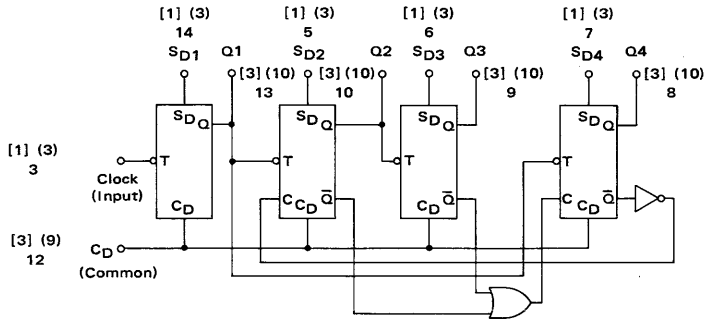 [1] (3) [1] (3) [1] (3) [1] (3)
14 5 6 7
SD1 Q1 SD2 Q2 SD3 Q3 SD4 Q4
[3] (10) [3] (10) [3] (10) [3] (10)
13 10 9 8
SD Q SD Q SD Q SD Q
[1] (3)
3
T T T T
Clock
(Input)
C Q̅ Q̅ C Q̅
CD CD CD CD
[3] (9)
12
CD
(Common)